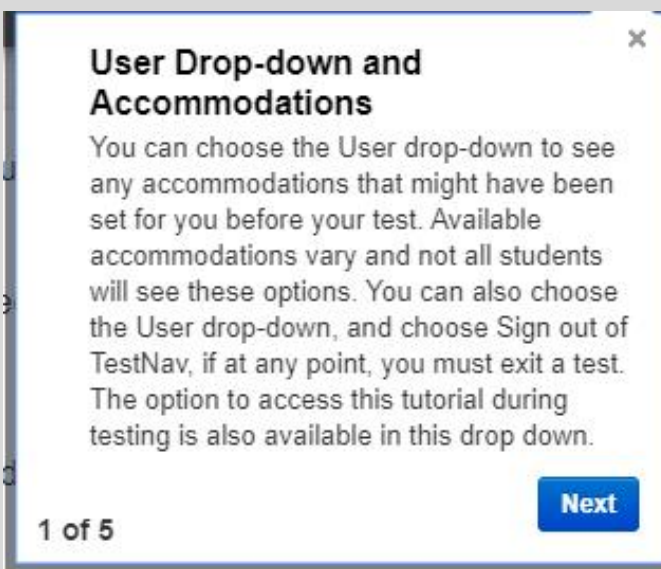 User Drop-down and
Accommodations
You can choose the User drop-down to see
any accommodations that might have been
set for you before your test. Available
accommodations vary and not all students
will see these options. You can also choose
the User drop-down, and choose Sign out of
TestNav, if at any point, you must exit a test.
The option to access this tutorial during
testing is also available in this drop down.
Next
1 of 5